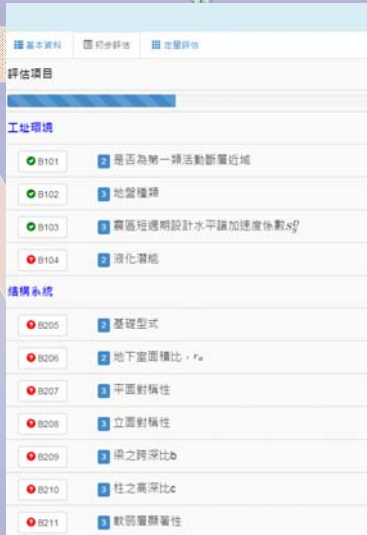 基本資料 初步評估 定量評估
評估項目
工址環境
B101 2 是否為第一類活動斷層近域
B102 3 地盤種類
B103 3 震區短週期設計水平譜加速度係數S_S^D
B104 2 液化潛能
結構系統
B205 2 基礎型式
B206 2 地下室面積比，r_a
B207 3 平面對稱性
B208 3 立面對稱性
B209 3 梁之跨深比b
B210 3 柱之高深比c
B211 3 軟弱層顯著性